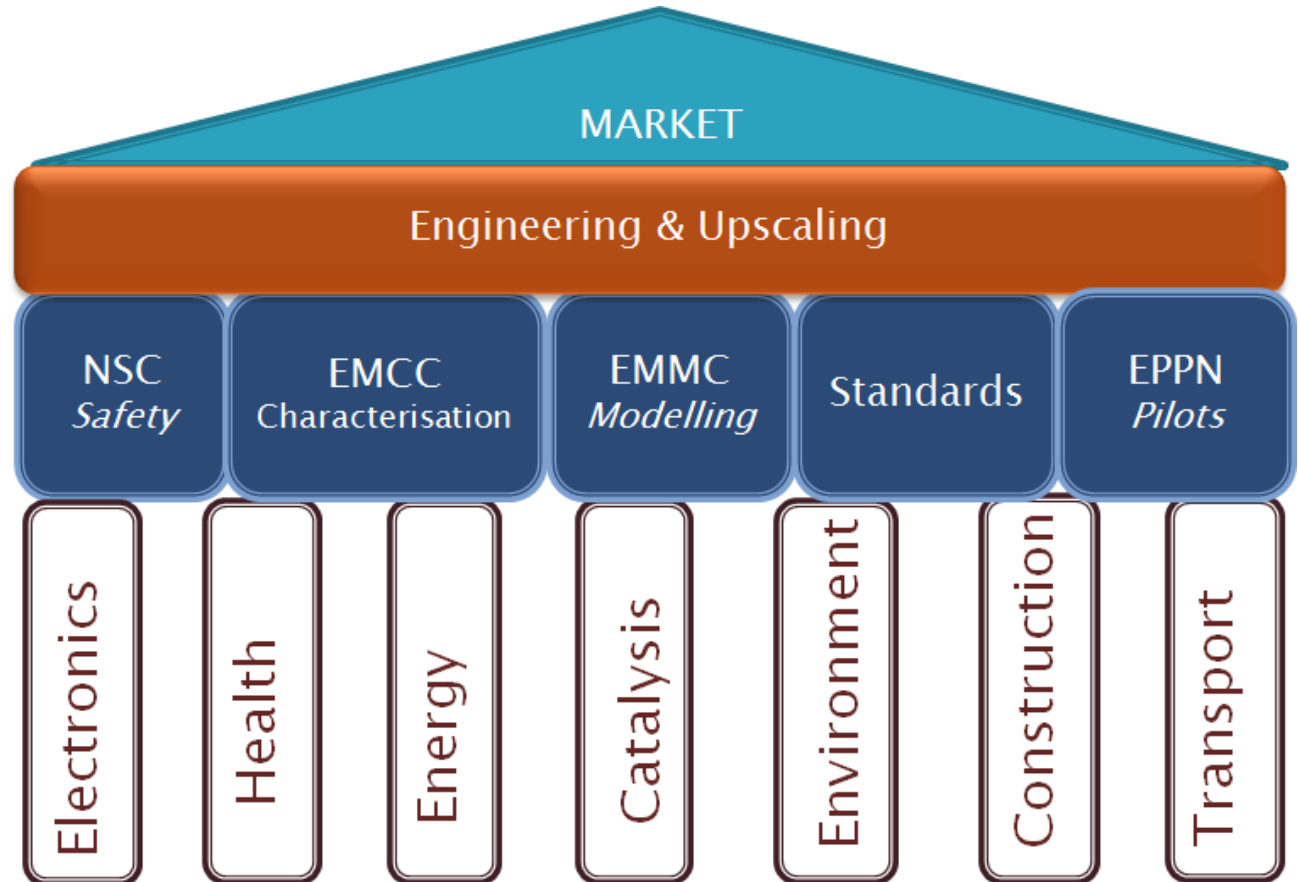 MARKET
Engineering & Upscaling
NSC
Safety
EMCC
Characterisation
EMMC
Modelling
Standards
EPPN
Pilots
Electronics
Health
Energy
Catalysis
Environment
Construction
Transport